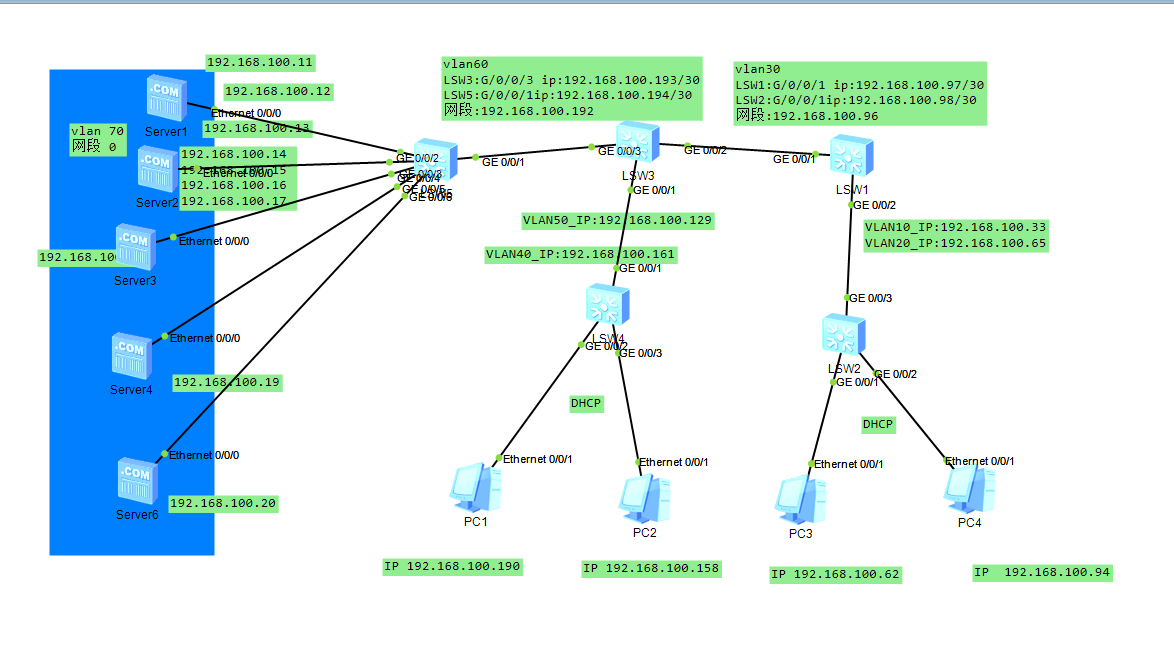 192.168.100.11
192.168.100.12
Ethernet 0/0/0
192.168.100.13
Server1
vlan 70
网段 0
192.168.100.14
192.168.100.15
Ethernet 0/0/0
192.168.100.16
192.168.100.17
Server2
Ethernet 0/0/0
192.168.10
Server3
Ethernet 0/0/0
Server4
192.168.100.19
Ethernet 0/0/0
192.168.100.20
Server6
GE 0/0/2
GE 0/0/3
GE 0/0/4
GE 0/0/5
GE 0/0/6
GE 0/0/1
vlan60
LSW3:G/0/0/3 ip:192.168.100.193/30
LSW5:G/0/0/1ip:192.168.100.194/30
网段:192.168.100.192
GE 0/0/3
GE 0/0/2
LSW3
GE 0/0/1
VLAN50_IP:192.168.100.129
VLAN40_IP:192.168.100.161
GE 0/0/1
LSW4
GE 0/0/2
GE 0/0/3
DHCP
Ethernet 0/0/1
Ethernet 0/0/1
PC1
PC2
IP 192.168.100.190
IP 192.168.100.158
vlan30
LSW1:G/0/0/1 ip:192.168.100.97/30
LSW2:G/0/0/1ip:192.168.100.98/30
网段:192.168.100.96
GE 0/0/1
LSW1
GE 0/0/2
VLAN10_IP:192.168.100.33
VLAN20_IP:192.168.100.65
GE 0/0/3
LSW2
GE 0/0/1
GE 0/0/2
DHCP
Ethernet 0/0/1
Ethernet 0/0/1
PC3
PC4
IP 192.168.100.62
IP  192.168.100.94